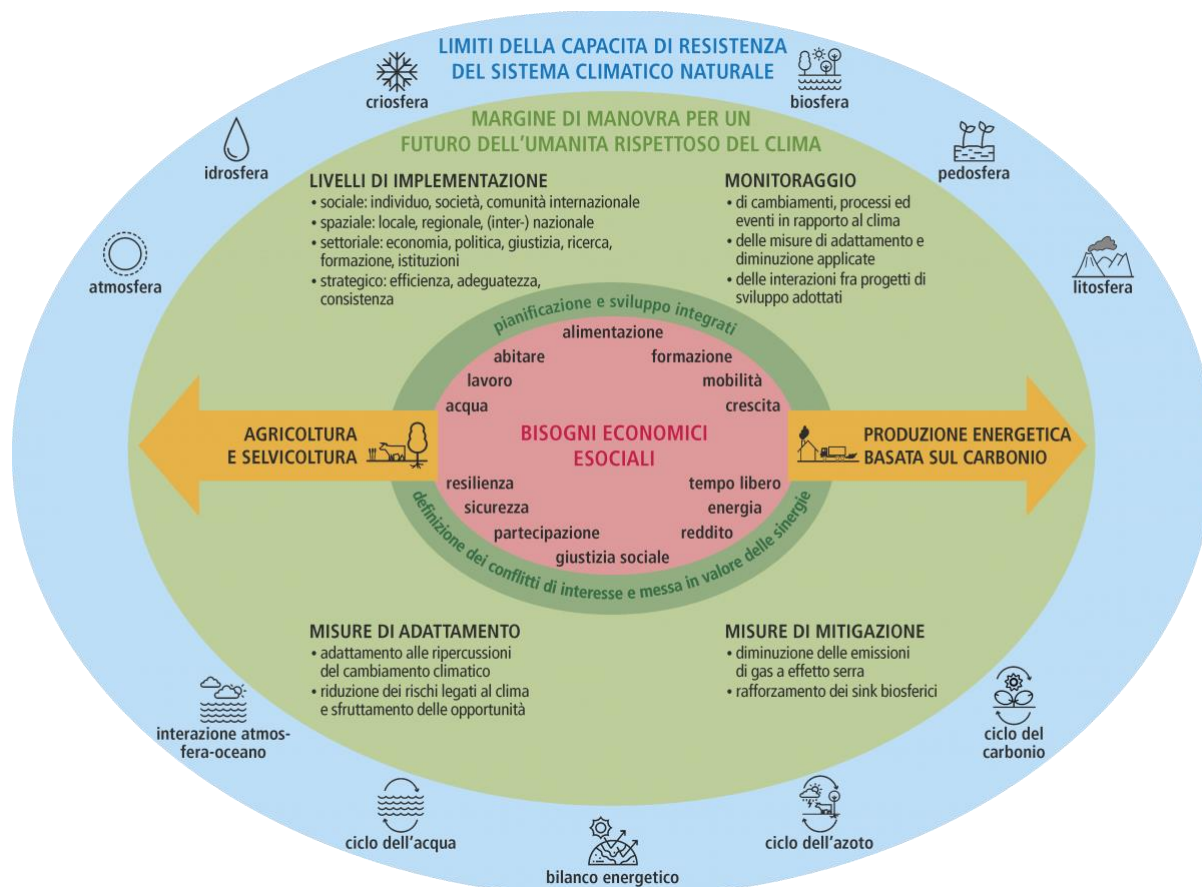 LIMITI DELLA CAPACITA DI RESISTENZA
DEL SISTEMA CLIMATICO NATURALE
criosfera
biosfera
idrosfera
pedosfera
atmosfera
litosfera
MARGINE DI MANOVRA PER UN
FUTURO DELL'UMANITA RISPETTOSO DEL CLIMA
LIVELLI DI IMPLEMENTAZIONE
• sociale: individuo, società, comunità internazionale
• spaziale: locale, regionale, (inter-) nazionale
• settoriale: economia, politica, giustizia, ricerca,
formazione, istituzioni
• strategico: efficienza, adeguatezza,
consistenza
MONITORAGGIO
• di cambiamenti, processi ed
eventi in rapporto al clima
• delle misure di adattamento e
diminuzione applicate
• delle interazioni fra progetti di
sviluppo adottati
pianificazione e sviluppo integrati
alimentazione
abitare
formazione
lavoro
mobilità
acqua
crescita
AGRICOLTURA
E SELVICOLTURA
BISOGNI ECONOMICI
ESOCIALI
PRODUZIONE ENERGETICA
BASATA SUL CARBONIO
resilienza
tempo libero
sicurezza
energia
partecipazione
reddito
giustizia sociale
definizione dei conflitti di interesse e messa in valore delle sinergie
MISURE DI ADATTAMENTO
• adattamento alle ripercussioni
del cambiamento climatico
• riduzione dei rischi legati al clima
e sfruttamento delle opportunità
MISURE DI MITIGAZIONE
• diminuzione delle emissioni
di gas a effetto serra
• rafforzamento dei sink biosferici
interazione atmos-
fera-oceano
ciclo del
carbonio
ciclo dell'acqua
ciclo dell'azoto
bilanco energetico